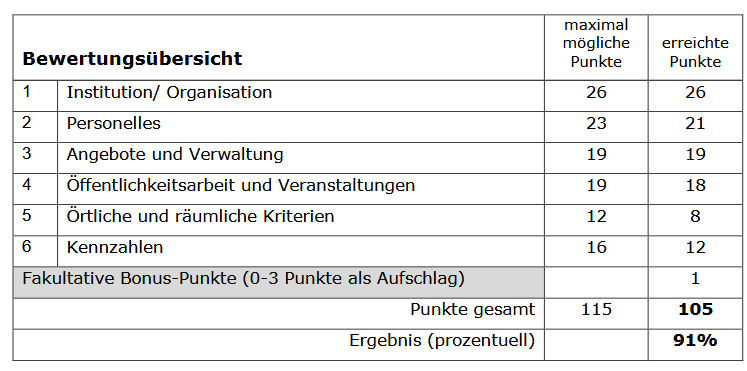 Bewertungsübersicht maximal mögliche Punkte erreichte Punkte
1 Institution/ Organisation 26 26
2 Personelles 23 21
3 Angebote und Verwaltung 19 19
4 Öffentlichkeitsarbeit und Veranstaltungen 19 18
5 Örtliche und räumliche Kriterien 12 8
6 Kennzahlen 16 12
Fakultative Bonus-Punkte (0-3 Punkte als Aufschlag) 1
Punkte gesamt 115 105
Ergebnis (prozentuell) 91%